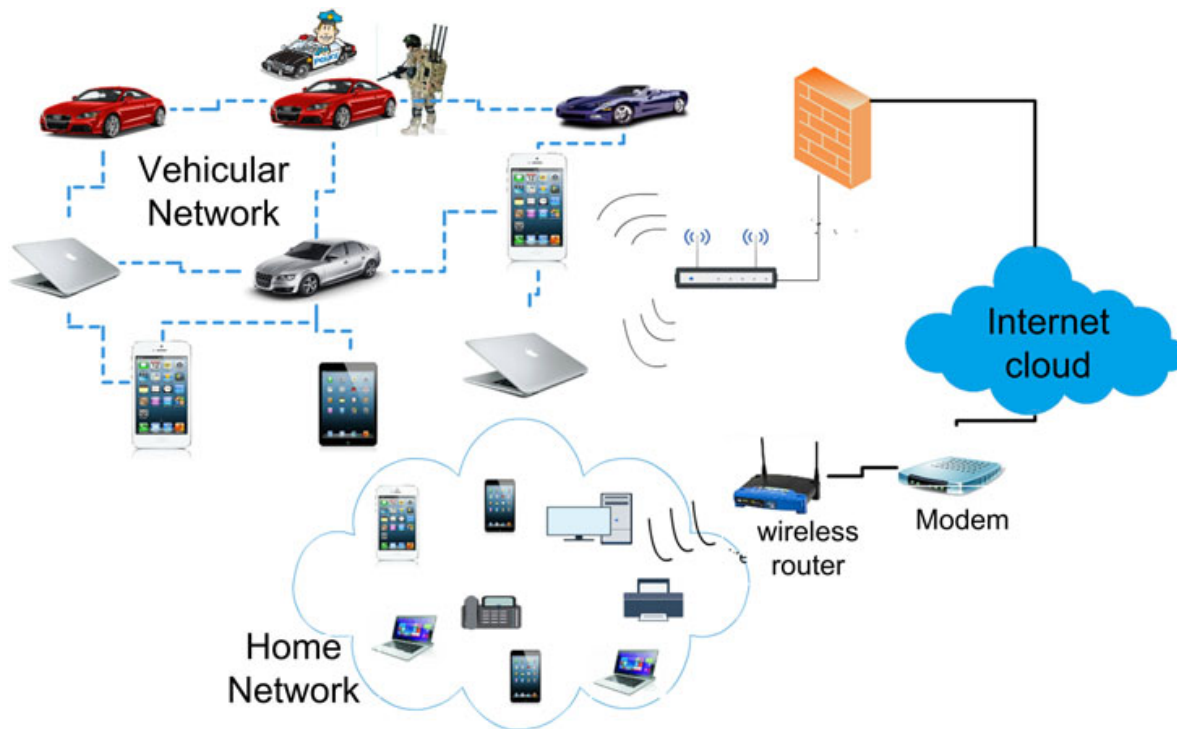 Vehicular
Network
Internet
cloud
wireless
router
Modem
Home
Network